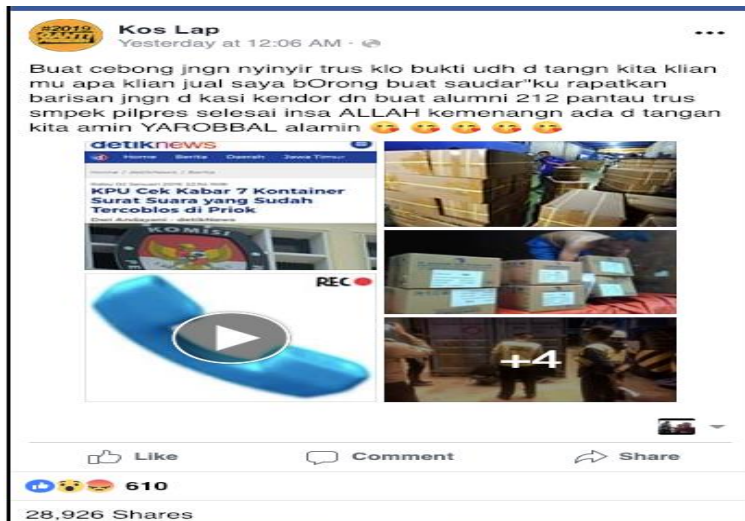 #2019
Kos Lap
Yesterday at 12:06 AM
Buat cebong jngn nyinyir trus klo bukti udh d tangn kita klian
mu apa klian jual saya bOrong buat saudar"ku rapatkan
barisan jngn d kasi kendor dn buat alumni 212 pantau trus
smpek pilpres selesai insa ALLAH kemenangn ada d tangan
kita amin YAROBBAL alamin
detiknews
Home Berita Daerah Jawa Timur
KPU Cek Kabar 7 Kontainer
Surat Suara yang Sudah
Tercoblos di Priok
detikNews
KOMISI
REC
+4
Like Comment Share
610
28,926 Shares